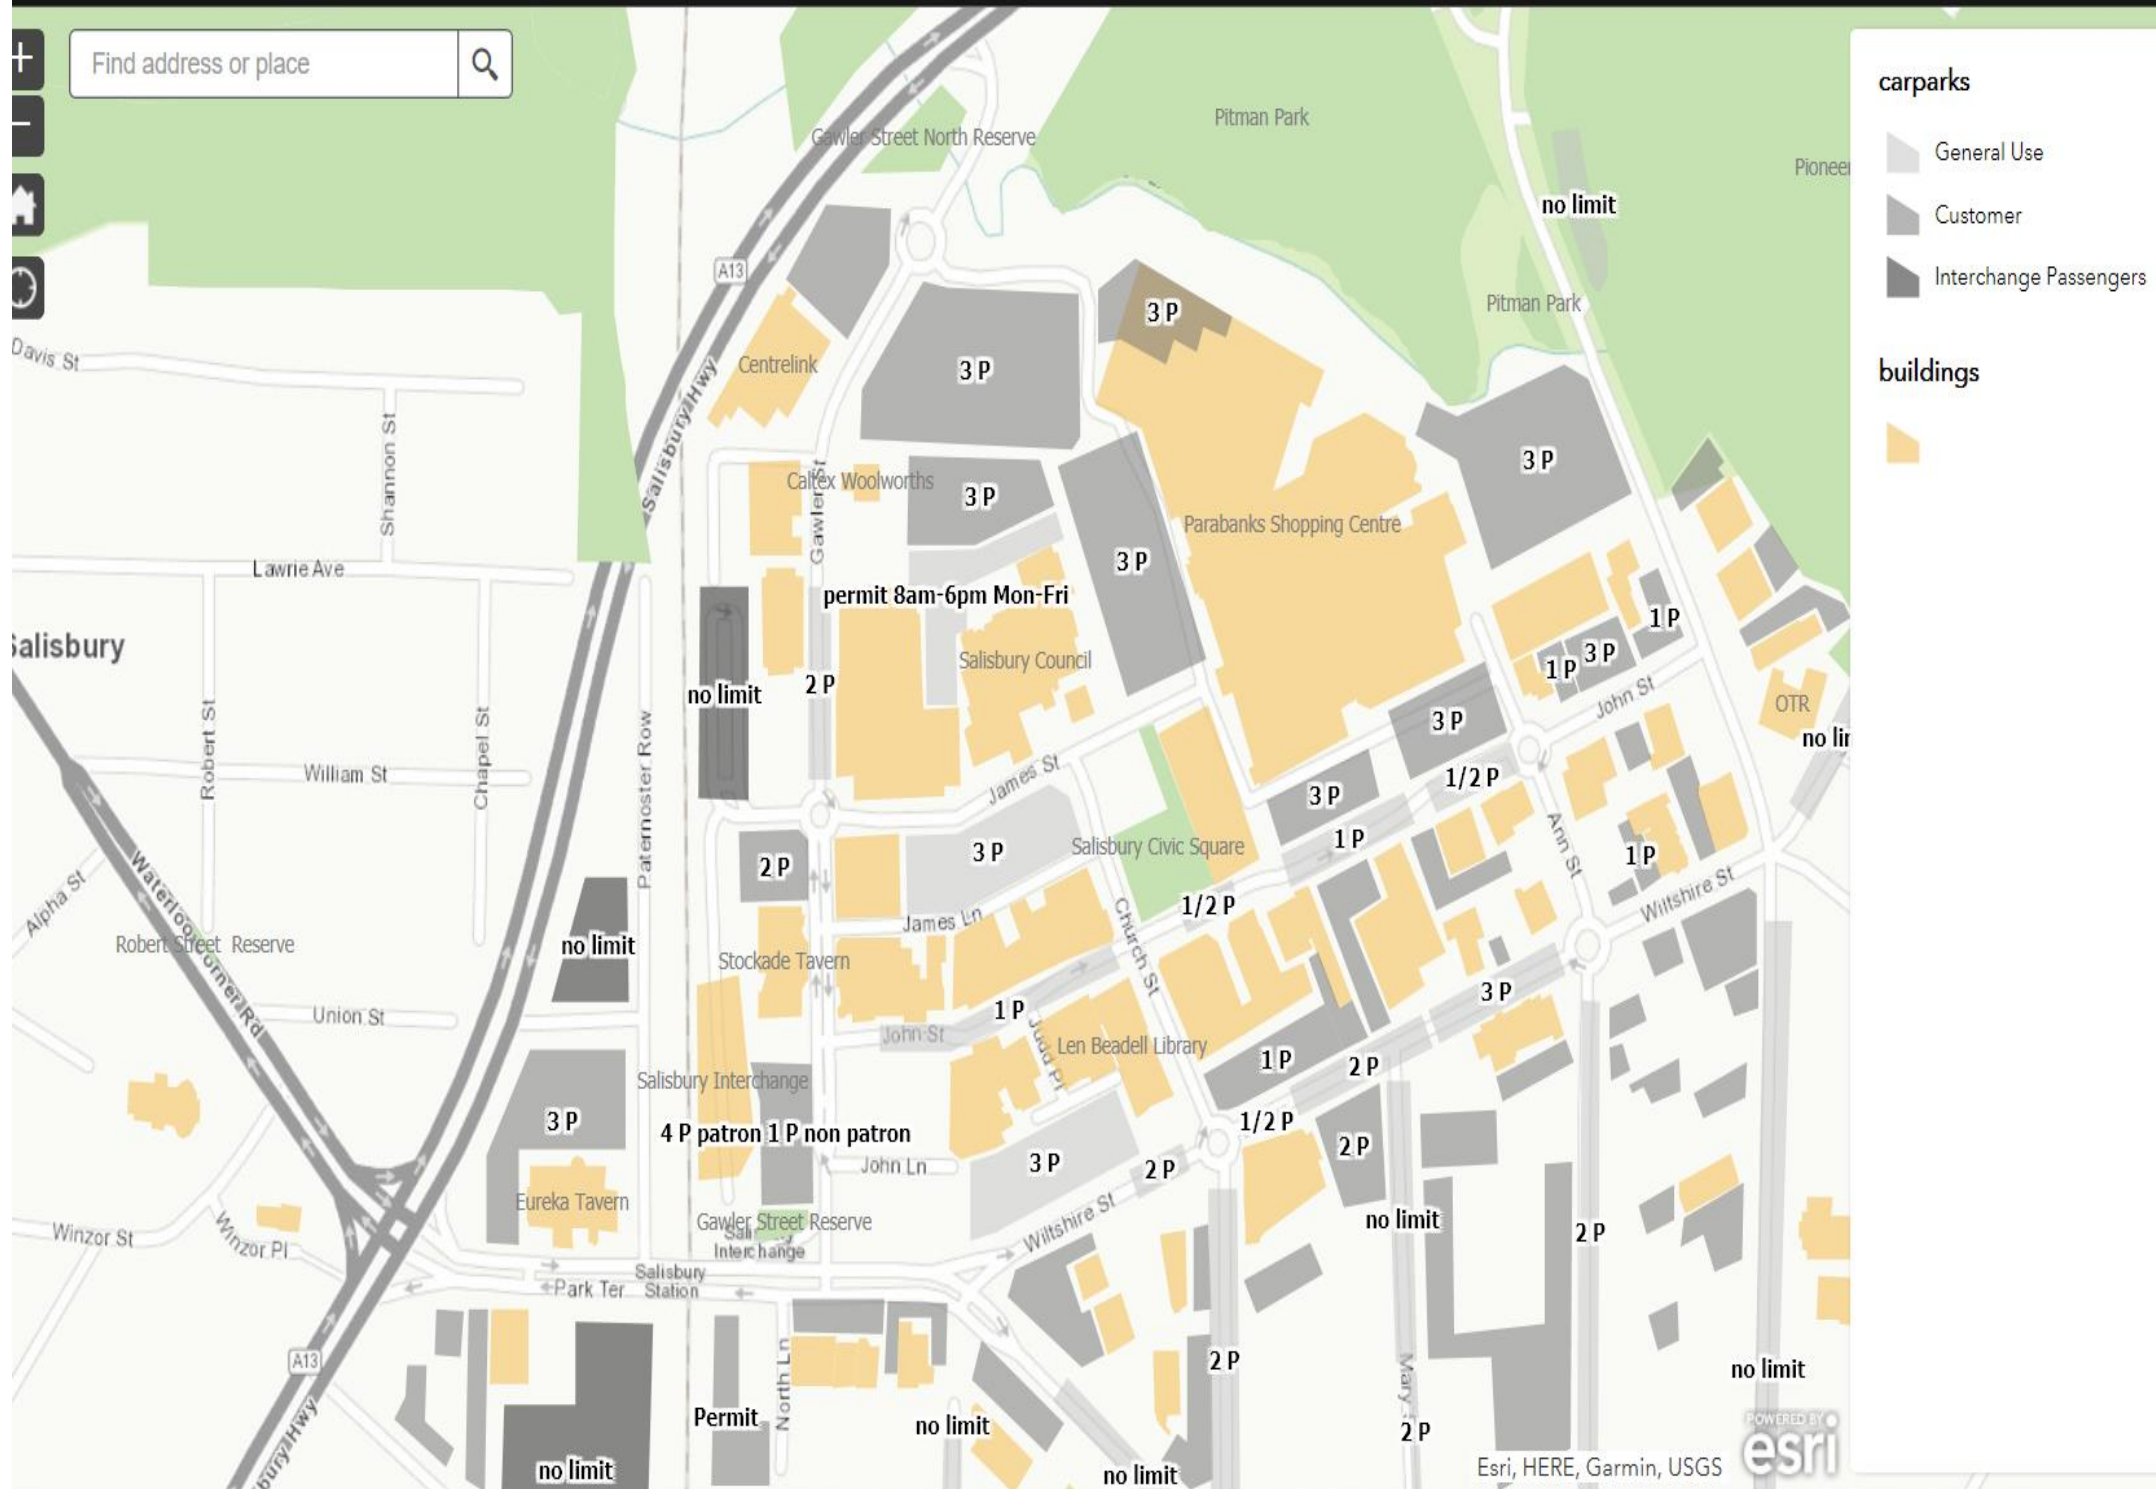 Find address or place
carparks
General Use
Customer
Interchange Passengers
buildings
Pitman Park
Gawler Street North Reserve
Pioneer
no limit
A13
Pitman Park
3 P
Davis St
Centrelink
3 P
Salisbury Hwy
Shannon St
Gawler St
Caltex Woolworths
3 P
3 P
Parabanks Shopping Centre
3 P
Lawrie Ave
permit 8am-6pm Mon-Fri
1 P
Salisbury
Salisbury Council
3 P
1 P
no limit
2 P
John St
OTR
3 P
no lir
Robert St
William St
Chapel St
Paternoster Row
James St
1/2 P
3 P
1 P
Ann St
Salisbury Civic Square
3 P
2 P
1 P
Waterloo Corner Rd
Alpha St
Wiltshire St
1/2 P
James Ln
Church St
Robert Street Reserve
no limit
Stockade Tavern
3 P
Union St
1 P
John St
Judd Pl
Len Beadell Library
1 P
2 P
Salisbury Interchange
3 P
4 P patron 1 P non patron
1/2 P
2 P
John Ln
3 P
2 P
Eureka Tavern
Gawler Street Reserve
no limit
2 P
Winzor St
Winzor Pl
Interchange
Wiltshire St
Salisbury
Station
Park Ter
A13
North Ln
2 P
Mary
no limit
Permit
no limit
2 P
no limit
no limit
bury Hwy
POWERED BY
esri
Esri, HERE, Garmin, USGS